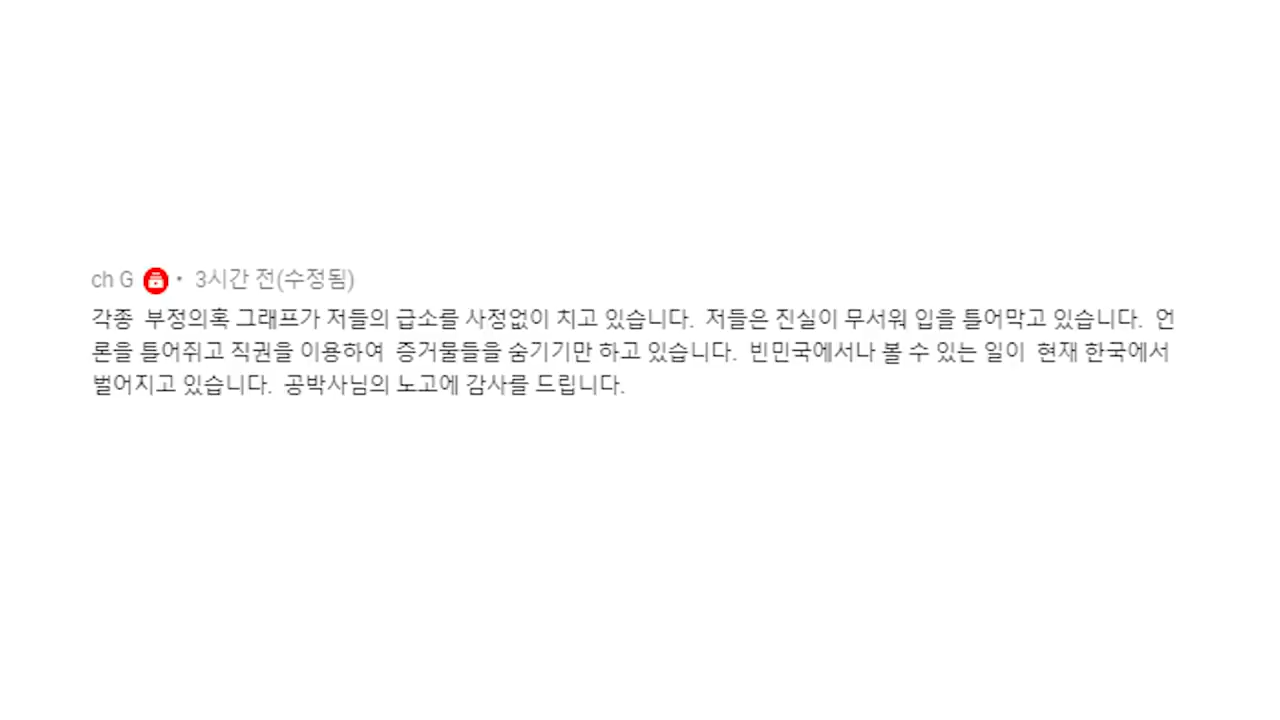 ch G • 3시간 전(수정됨)
각종 부정의혹 그래프가 저들의 급소를 사정없이 치고 있습니다. 저들은 진실이 무서워 입을 틀어막고 있습니다. 언
론을 틀어쥐고 직권을 이용하여 증거물들을 숨기기만 하고 있습니다. 빈민국에서나 볼 수 있는 일이 현재 한국에서
벌어지고 있습니다. 공박사님의 노고에 감사를 드립니다.